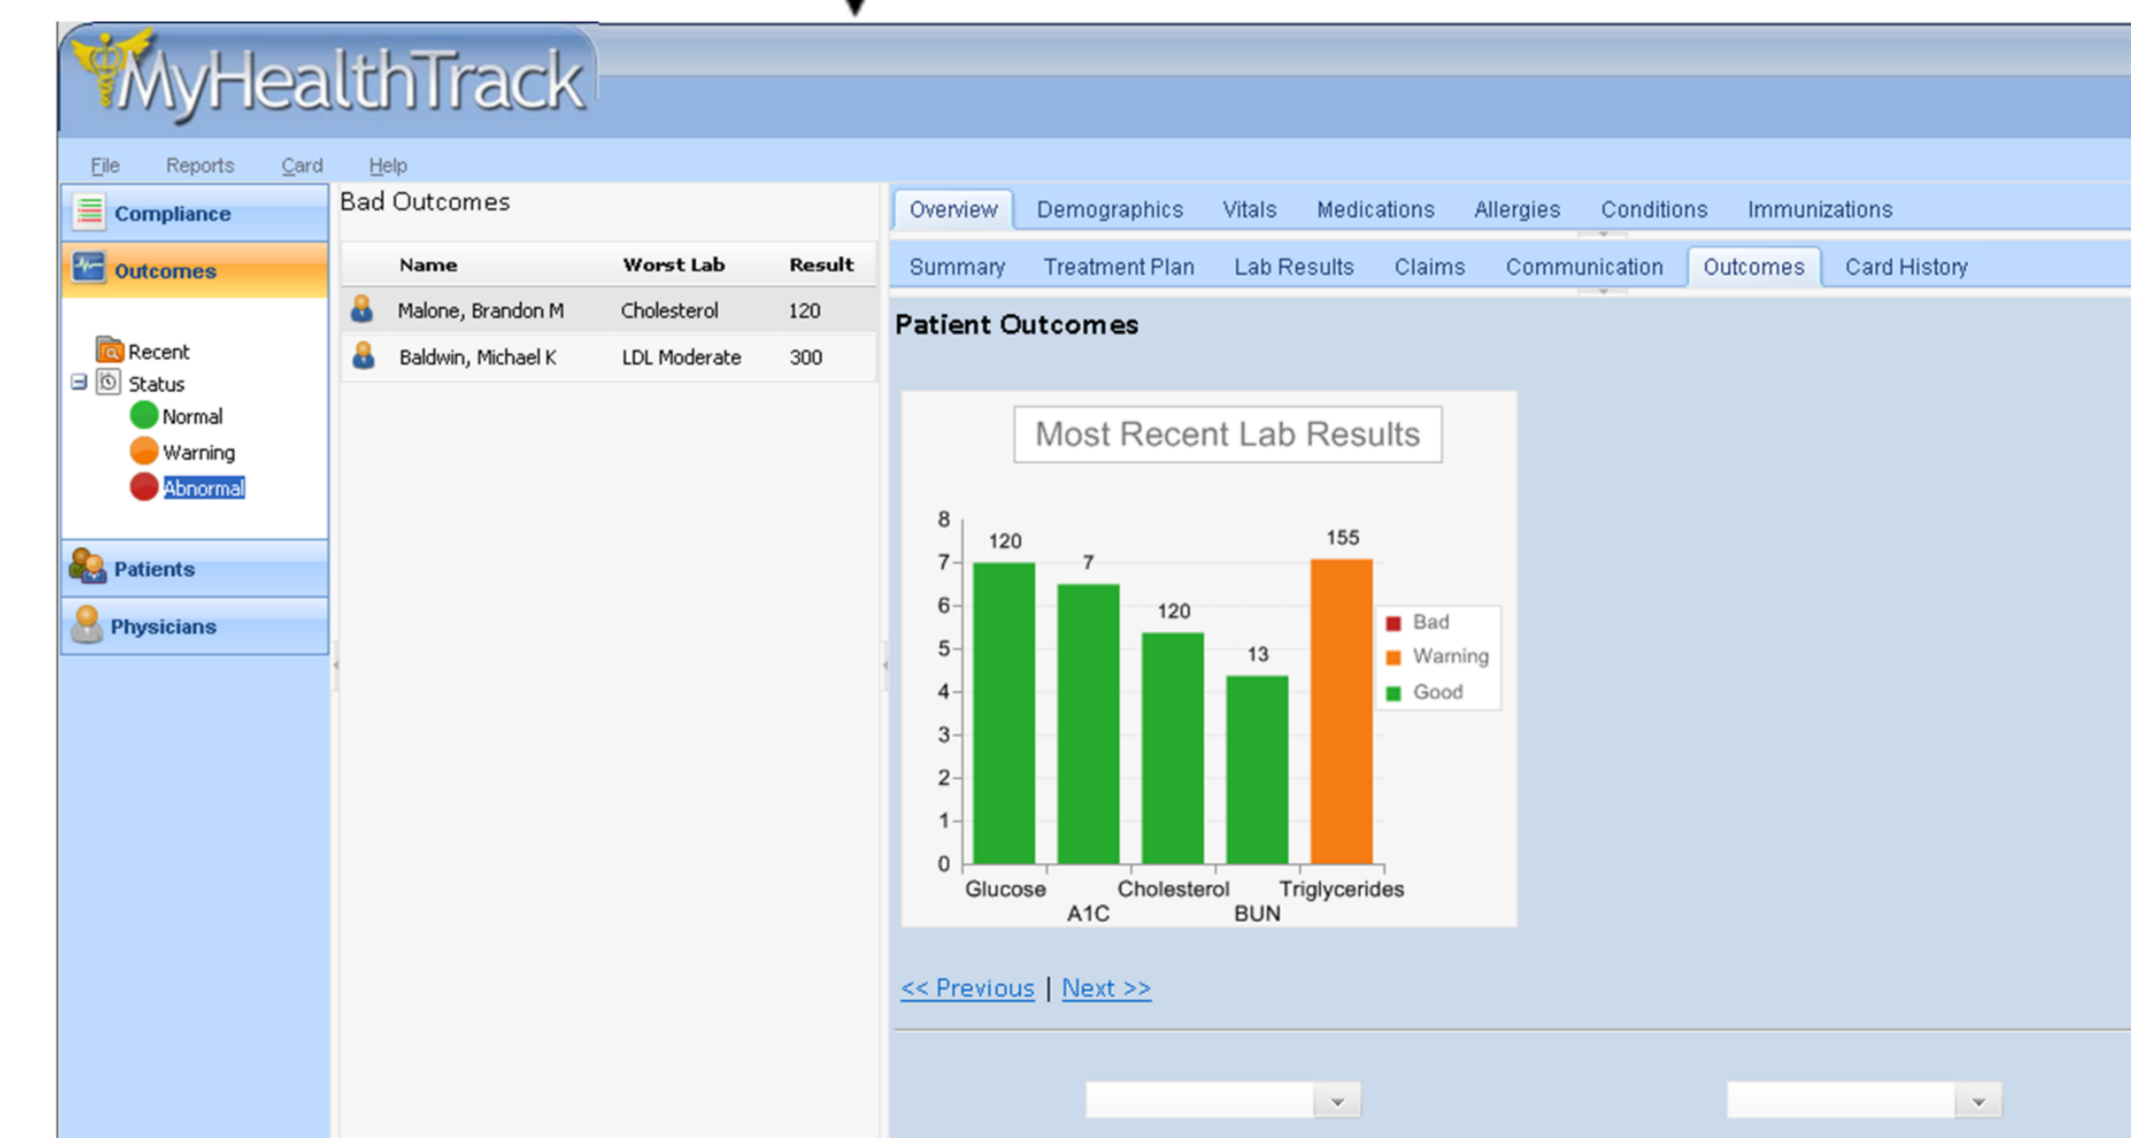 MyHealthTrack
File Reports Card Help
Compliance
Outcomes
Recent
Status
Normal
Warning
Abnormal
Patients
Physicians
Bad Outcomes
Name Worst Lab Result
Malone, Brandon M Cholesterol 120
Baldwin, Michael K LDL Moderate 300
Overview Demographics Vitals Medications Allergies Conditions Immunizations
Summary Treatment Plan Lab Results Claims Communication Outcomes Card History
Patient Outcomes
Most Recent Lab Results
8
7
6
5
4
3
2
1
0
120
7
120
13
155
Glucose
A1C
Cholesterol
BUN
Triglycerides
Bad
Warning
Good
<< Previous | Next >>